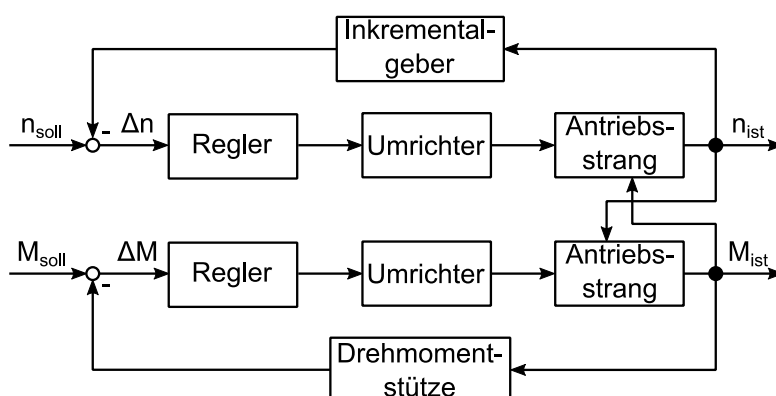 Inkremental-
geber
n_soll
-
Δn
Regler
Umrichter
Antriebs-
strang
n_ist
M_soll
-
ΔM
Regler
Umrichter
Antriebs-
strang
M_ist
Drehmoment-
stütze